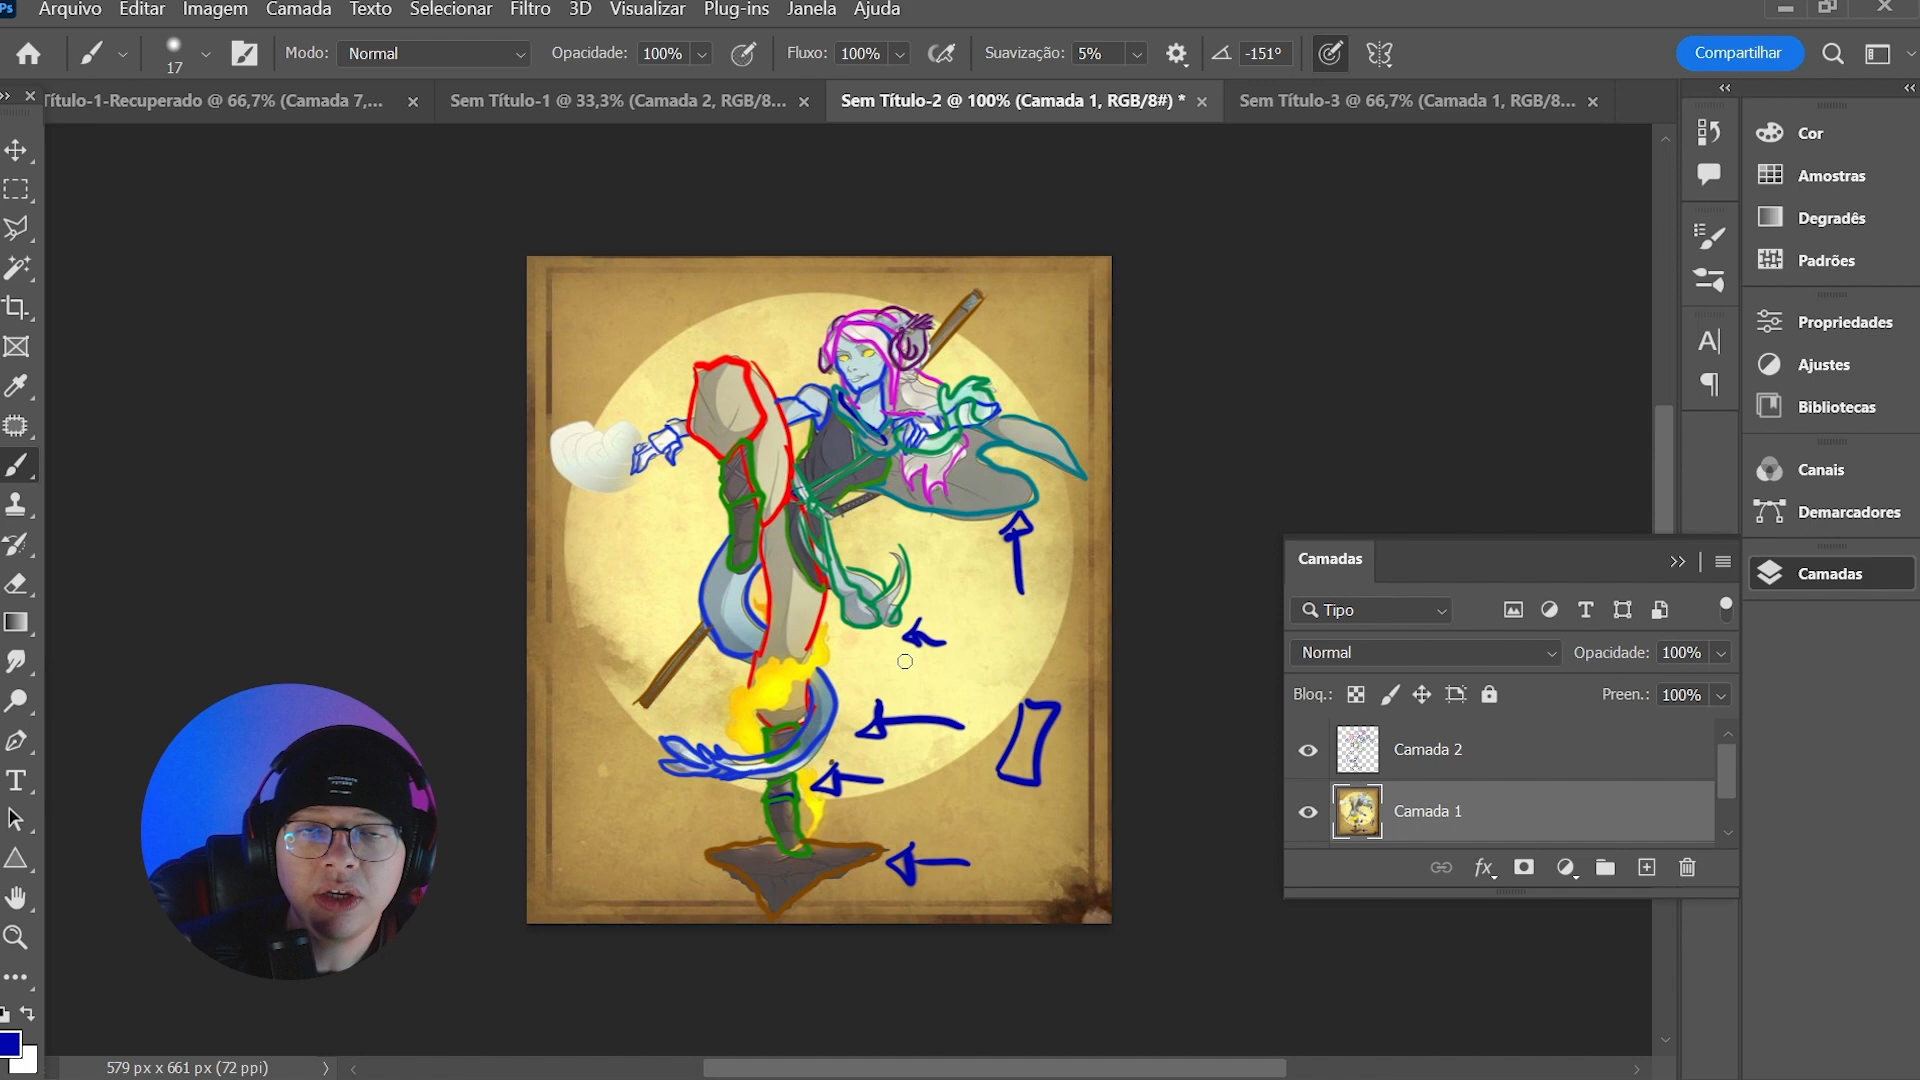 Ps Arquivo Editar Imagem Camada Texto Selecionar Filtro 3D Visualizar Plug-ins Janela Ajuda
17 Modo: Normal Opacidade: 100% Fluxo: 100% Suavização: 5% -151° Compartilhar
Título-1-Recuperado @ 66,7% (Camada 7,... Sem Título-1 @ 33,3% (Camada 2, RGB/8... Sem Título-2 @ 100% (Camada 1, RGB/8#) * Sem Título-3 @ 66,7% (Camada 1, RGB/8...
Cor
Amostras
Degradês
Padrões
Propriedades
Ajustes
Bibliotecas
Canais
Demarcadores
Camadas
Camadas
Tipo
Normal Opacidade: 100%
Bloq.: Preen.: 100%
Camada 2
Camada 1
579 px x 661 px (72 ppi)